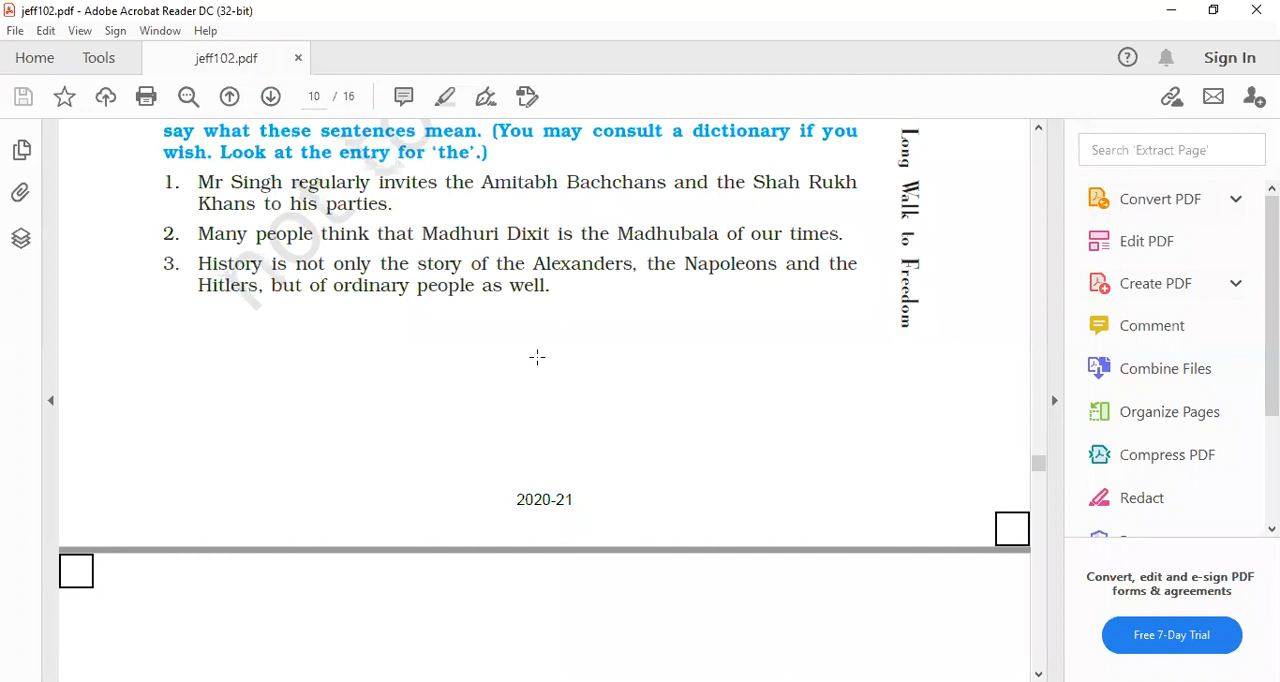 jeff102.pdf - Adobe Acrobat Reader DC (32-bit)
File Edit View Sign Window Help
Home Tools jeff102.pdf × Sign In
10 / 16
say what these sentences mean. (You may consult a dictionary if you
wish. Look at the entry for ‘the’.)
1. Mr Singh regularly invites the Amitabh Bachchans and the Shah Rukh
Khans to his parties.
2. Many people think that Madhuri Dixit is the Madhubala of our times.
3. History is not only the story of the Alexanders, the Napoleons and the
Hitlers, but of ordinary people as well.
not to
2020-21
Long Walk to Freedom
Search 'Extract Page'
Convert PDF
Edit PDF
Create PDF
Comment
Combine Files
Organize Pages
Compress PDF
Redact
Convert, edit and e-sign PDF
forms & agreements
Free 7-Day Trial